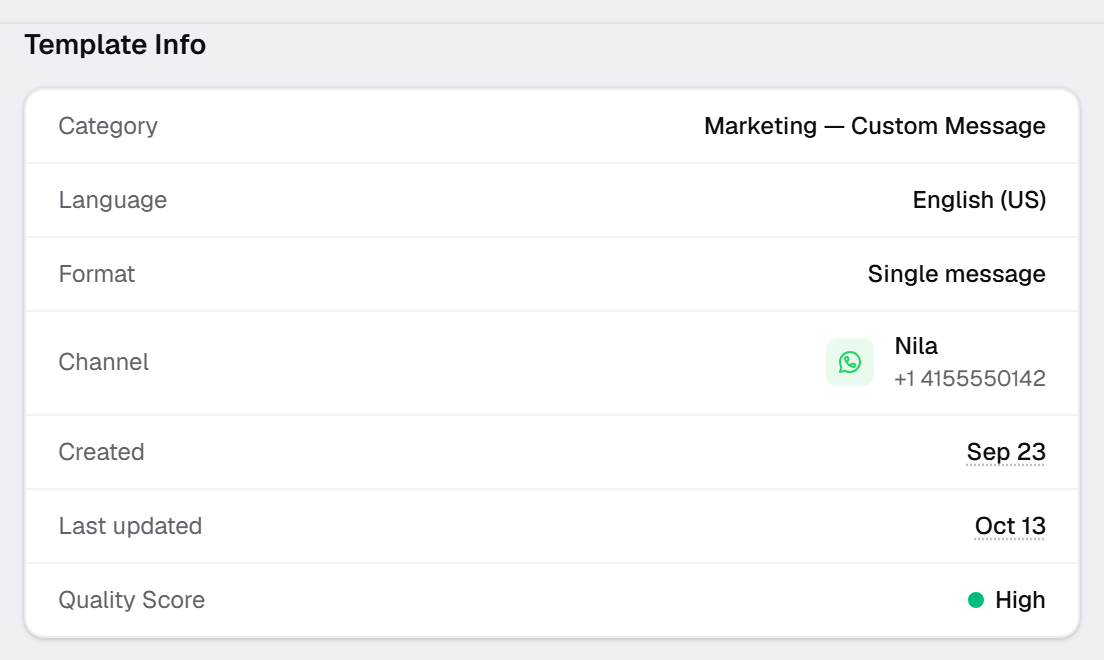 Template Info
Category
Marketing — Custom Message
Language
English (US)
Format
Single message
Channel
Nila
+1 4155550142
Created
Sep 23
Last updated
Oct 13
Quality Score
High